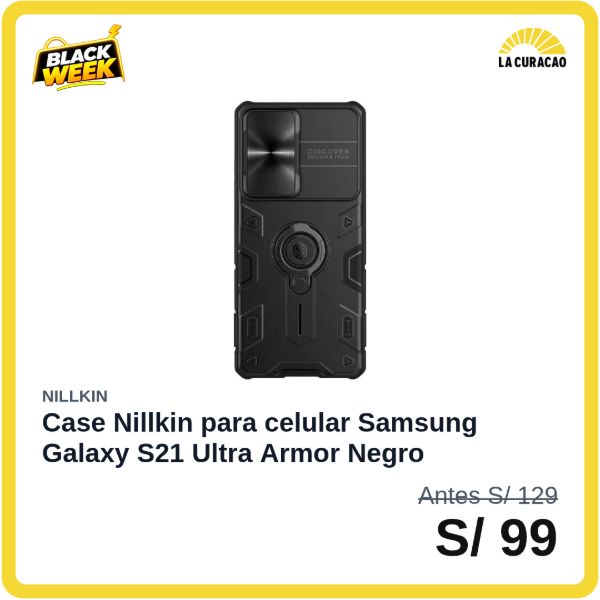 BLACK
WEEK
LA CURACAO
DISCOVER
INNOVATION
NILLKIN
Case Nillkin para celular Samsung
Galaxy S21 Ultra Armor Negro
Antes S/ 129
S/ 99